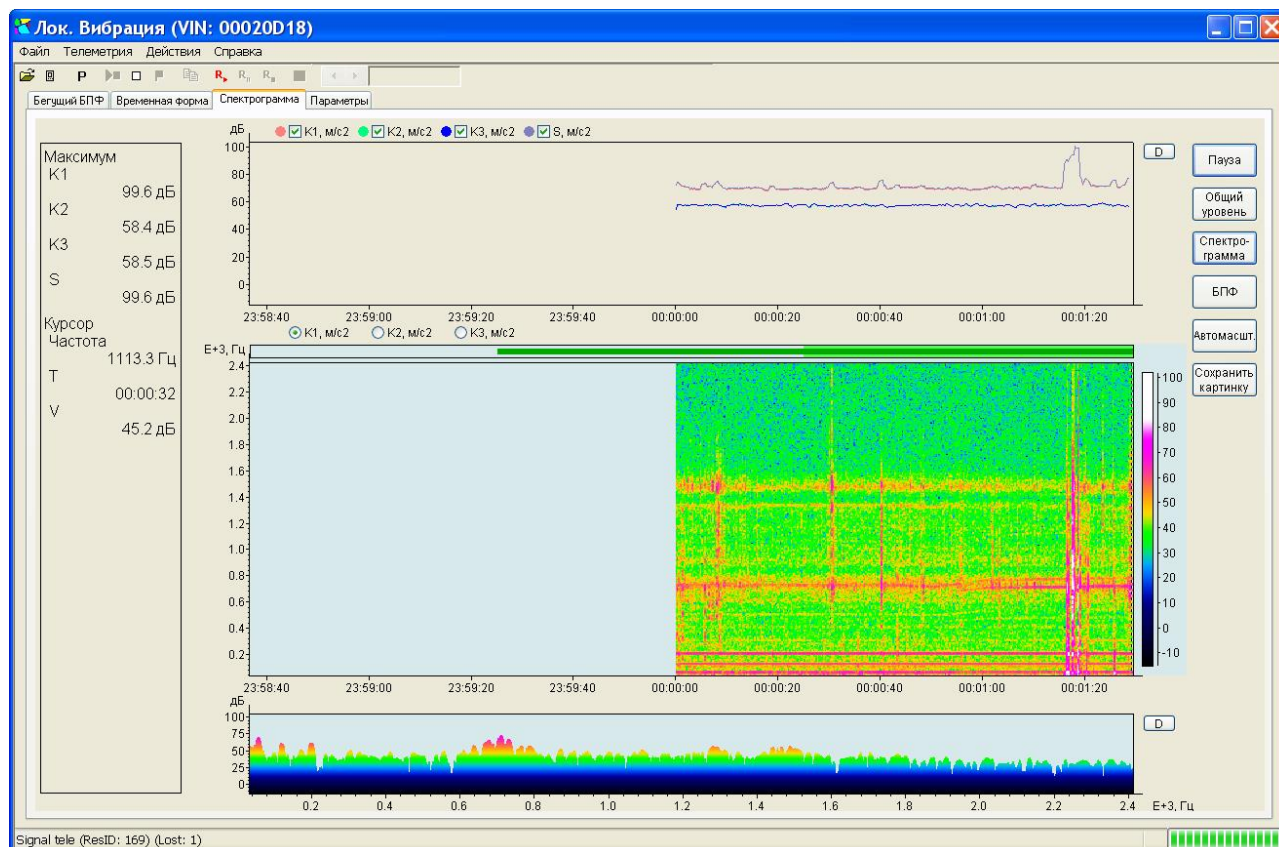 Лок. Вибрация (VIN: 00020D18)
Файл Телеметрия Действия Справка
P R R R
Бегущий БПФ Временная форма Спектрограмма Параметры
Максимум
K1
99.6 дБ
K2
58.4 дБ
K3
58.5 дБ
S
99.6 дБ
Курсор
Частота
1113.3 Гц
T
00:00:32
V
45.2 дБ
дБ K1, м/с2 K2, м/с2 K3, м/с2 S, м/с2
D
100
80
60
40
20
0
23:58:40 23:59:00 23:59:20 23:59:40 00:00:00 00:00:20 00:00:40 00:01:00 00:01:20
K1, м/с2 K2, м/с2 K3, м/с2
E+3, Гц
2.4
2.2
2.0
1.8
1.6
1.4
1.2
1.0
0.8
0.6
0.4
0.2
100
90
80
70
60
50
40
30
20
10
0
-10
23:58:40 23:59:00 23:59:20 23:59:40 00:00:00 00:00:20 00:00:40 00:01:00 00:01:20
дБ
D
100
75
50
25
0
0.2 0.4 0.6 0.8 1.0 1.2 1.4 1.6 1.8 2.0 2.2 2.4 E+3, Гц
Пауза
Общий
уровень
Спектро-
грамма
БПФ
Автомасшт.
Сохранить
картинку
Signal tele (ResID: 169) (Lost: 1)